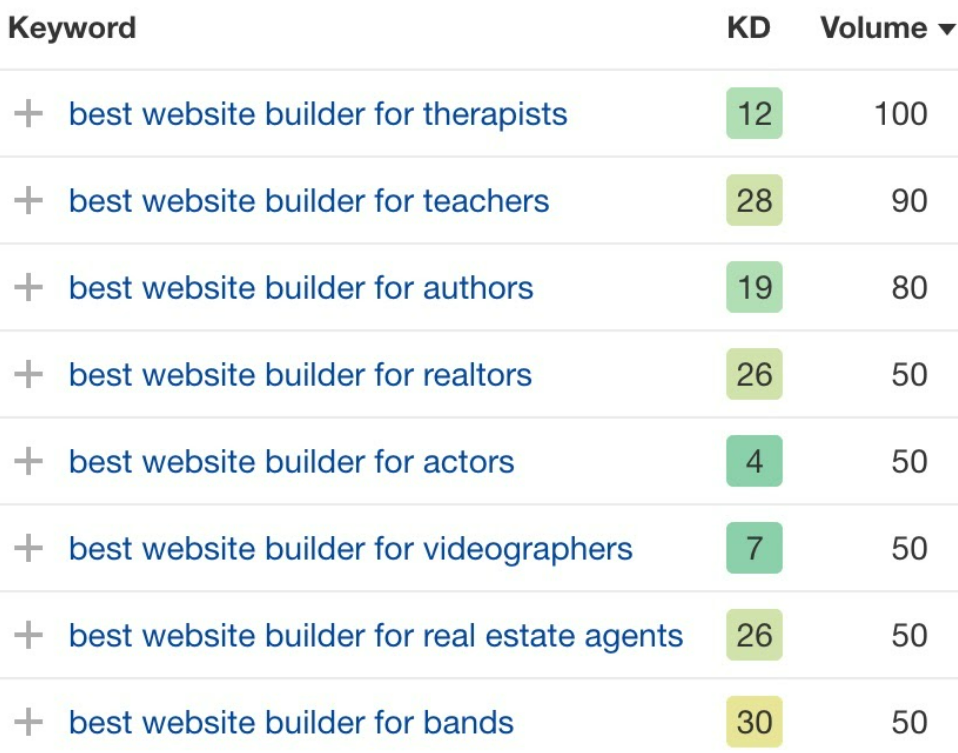 Keyword KD Volume
best website builder for therapists 12 100
best website builder for teachers 28 90
best website builder for authors 19 80
best website builder for realtors 26 50
best website builder for actors 4 50
best website builder for videographers 7 50
best website builder for real estate agents 26 50
best website builder for bands 30 50